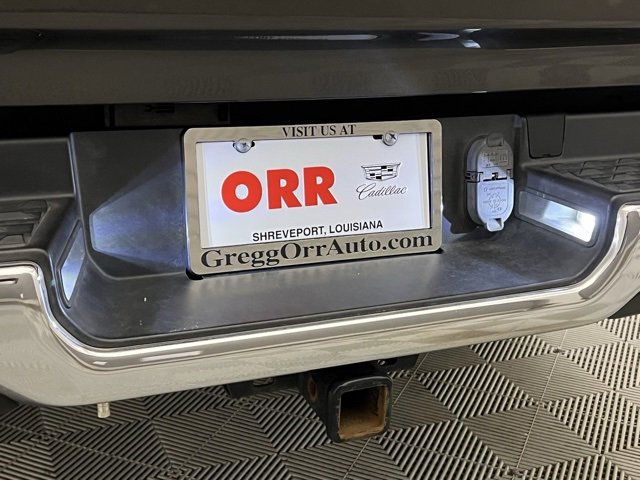 VISIT US AT
ORR
Cadillac
SHREVEPORT, LOUISIANA
GreggOrrAuto.com